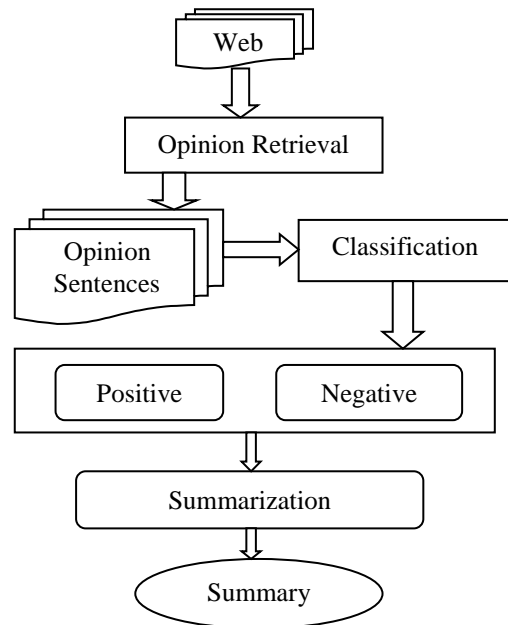 Web
Opinion Retrieval
Opinion
Sentences
Classification
Positive
Negative
Summarization
Summary